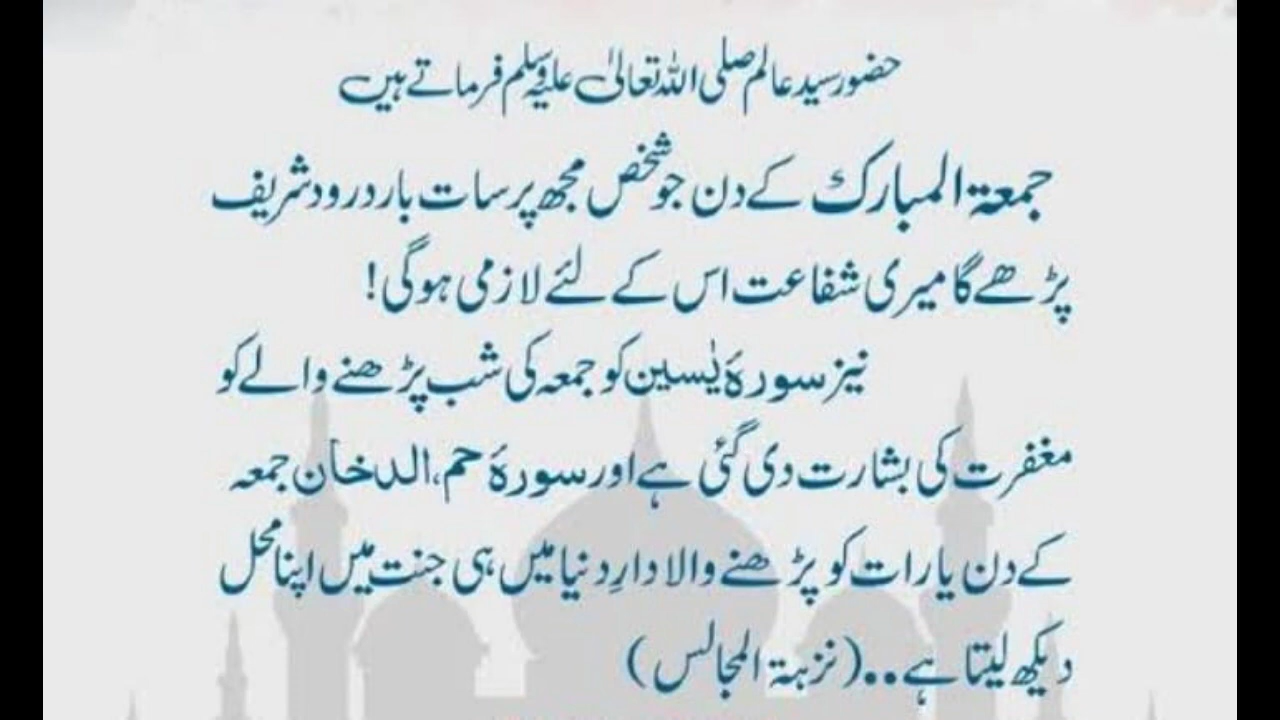 حضور سید عالم صلی اللہ تعالیٰ علیہ وسلم فرماتے ہیں
جمعۃ المبارک کے دن جو شخص مجھ پر سات بار درود شریف
پڑھے گا میری شفاعت اس کے لئے لازمی ہوگی!
نیز سورۂ یٰسین کو جمعہ کی شب پڑھنے والے کو
مغفرت کی بشارت دی گئی ہے اور سورۂ حم، الدخان جمعہ
کے دن یا رات کو پڑھنے والا دارِ دنیا میں ہی جنت میں اپنا محل
دیکھ لیتا ہے..(نزہۃ المجالس)